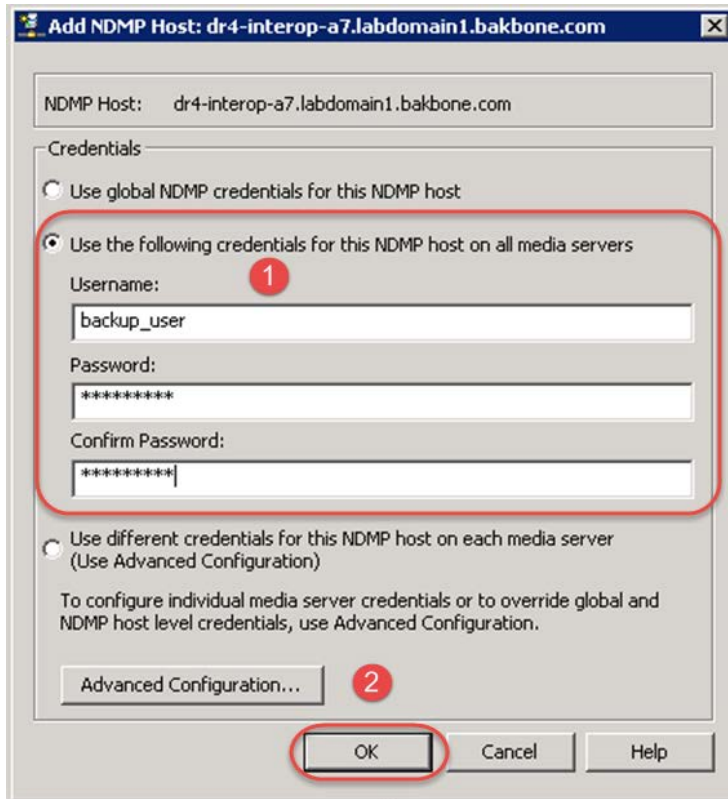 Add NDMP Host: dr4-interop-a7.labdomain1.bakbone.com
NDMP Host: dr4-interop-a7.labdomain1.bakbone.com
Credentials
Use global NDMP credentials for this NDMP host
Use the following credentials for this NDMP host on all media servers
1
Username:
backup_user
Password:
*********
Confirm Password:
*********
Use different credentials for this NDMP host on each media server
(Use Advanced Configuration)
To configure individual media server credentials or to override global and
NDMP host level credentials, use Advanced Configuration.
Advanced Configuration...
2
OK Cancel Help